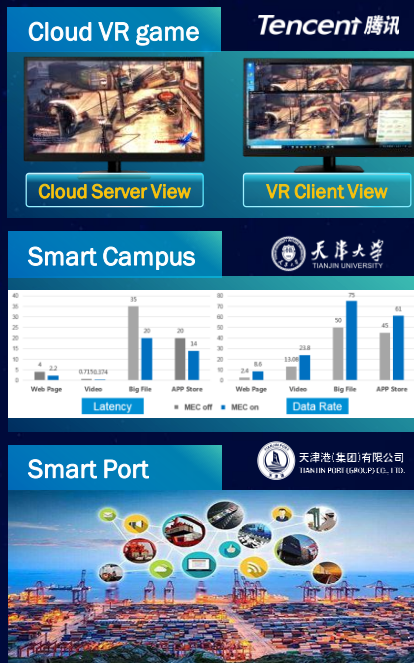 Cloud VR game
Tencent 腾讯
Cloud Server View
VR Client View
Smart Campus
天津大学
TIANJIN UNIVERSITY
40
35
30
25
20
15
10
5
0
4
2.2
0.715
0.374
35
20
20
14
Web Page
Video
Big File
APP Store
Latency
MEC off
MEC on
80
70
60
50
40
30
20
10
0
2.4
8.6
13.08
23.8
50
75
45
61
Web Page
Video
Big File
APP Store
Data Rate
Smart Port
天津港(集团)有限公司
TIANJIN PORT (GROUP) CO., LTD.